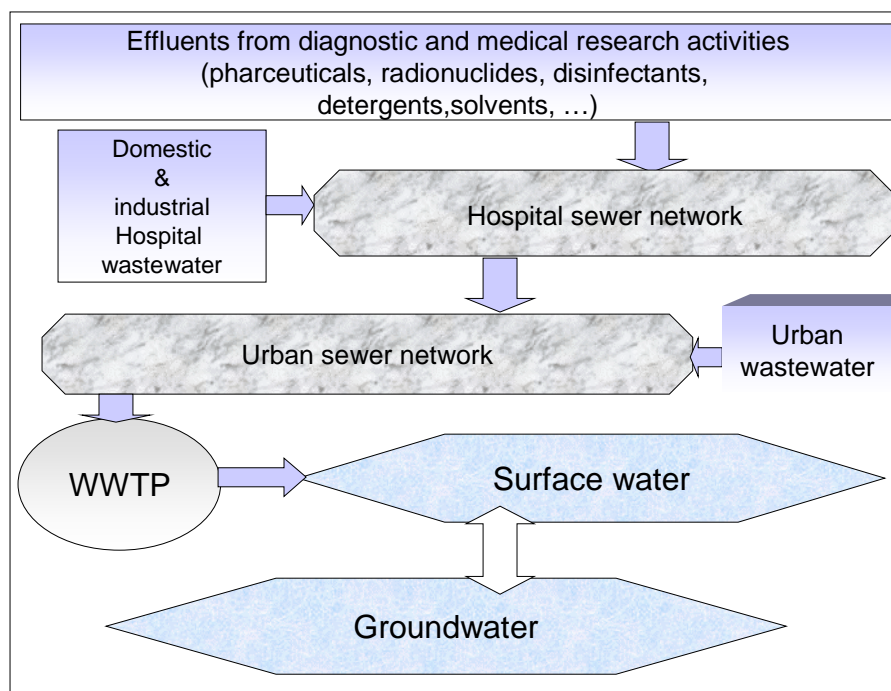 Effluents from diagnostic and medical research activities
(pharceuticals, radionuclides, disinfectants,
detergents,solvents, …)
Domestic
&
industrial
Hospital
wastewater
Hospital sewer network
Urban sewer network
Urban
wastewater
WWTP
Surface water
Groundwater